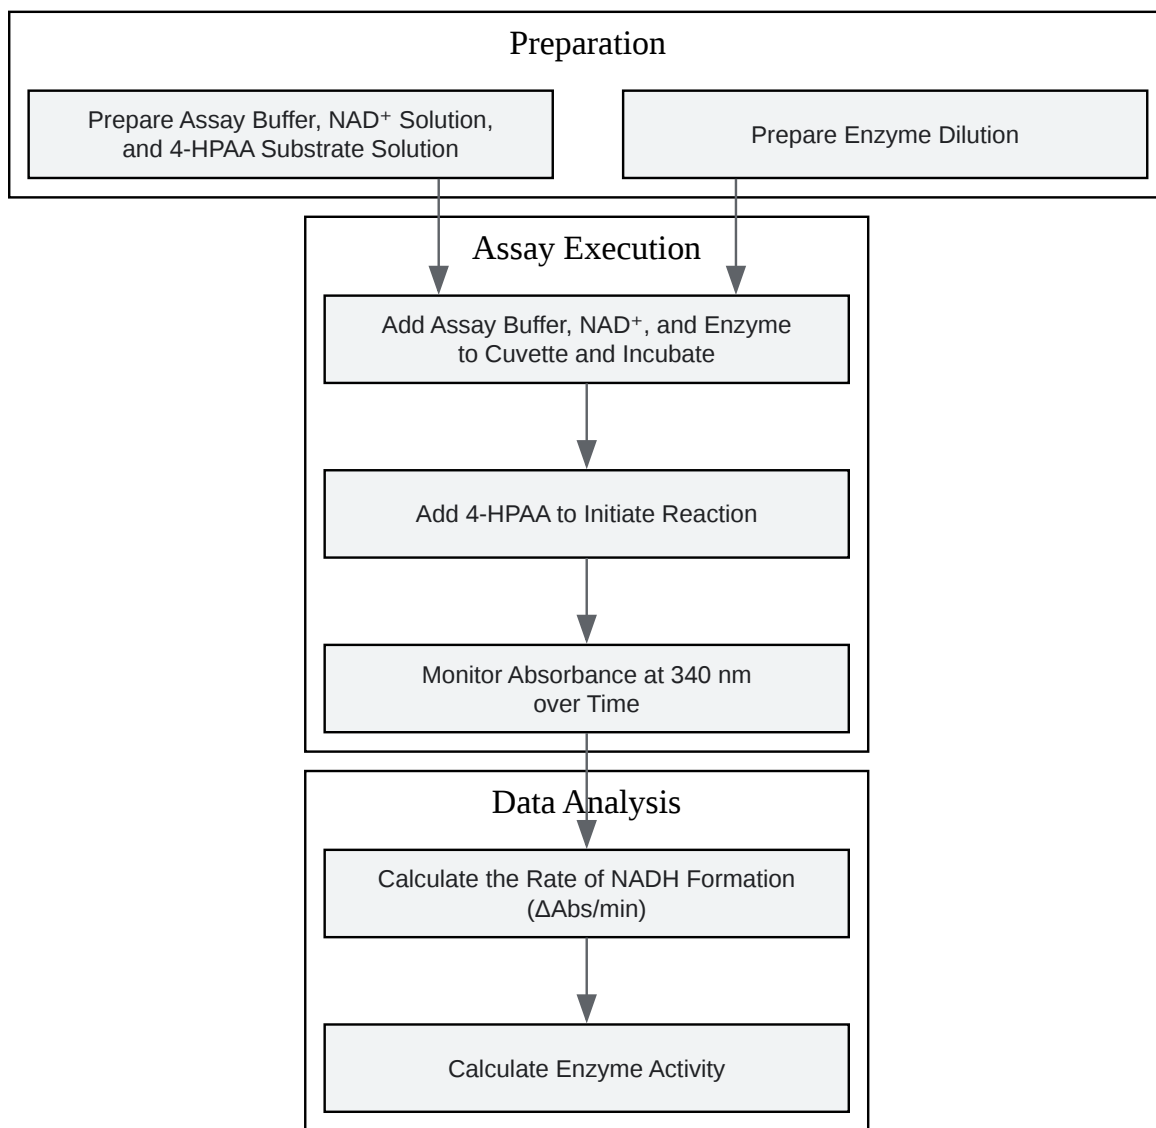 Preparation
Prepare Assay Buffer, NAD⁺ Solution,
and 4-HPAA Substrate Solution
Prepare Enzyme Dilution
Assay Execution
Add Assay Buffer, NAD⁺, and Enzyme
to Cuvette and Incubate
Add 4-HPAA to Initiate Reaction
Monitor Absorbance at 340 nm
over Time
Data Analysis
Calculate the Rate of NADH Formation
(ΔAbs/min)
Calculate Enzyme Activity